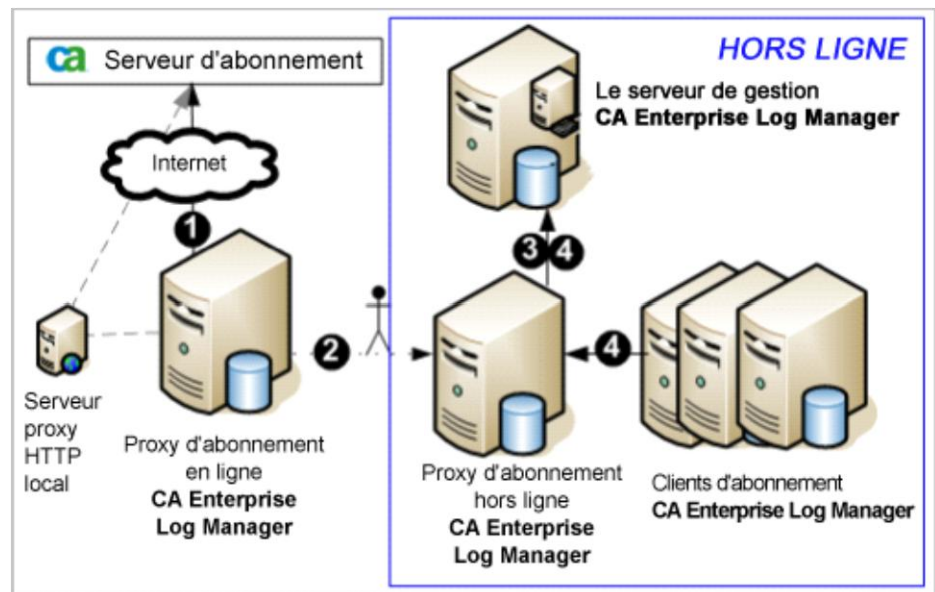 ca Serveur d'abonnement
HORS LIGNE
Le serveur de gestion
CA Enterprise Log Manager
Internet
1
3 4
2
4
Serveur
proxy
HTTP
local
Proxy d'abonnement
en ligne
CA Enterprise
Log Manager
Proxy d'abonnement
hors ligne
CA Enterprise
Log Manager
Clients d'abonnement
CA Enterprise Log Manager